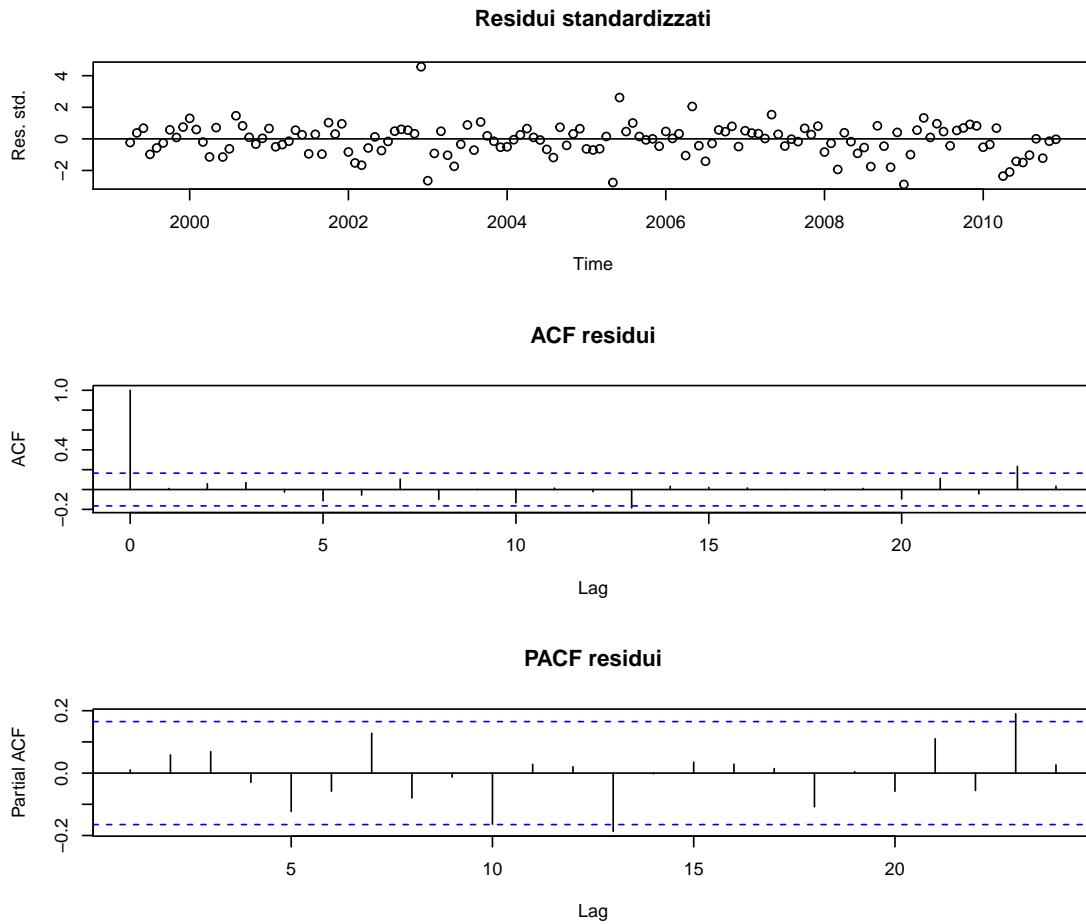 Residui standardizzati
Res. std.
4
2
0
−2
2000 2002 2004 2006 2008 2010
Time
ACF residui
ACF
1.0
0.4
−0.2
0 5 10 15 20
Lag
PACF residui
Partial ACF
0.2
0.0
−0.2
5 10 15 20
Lag